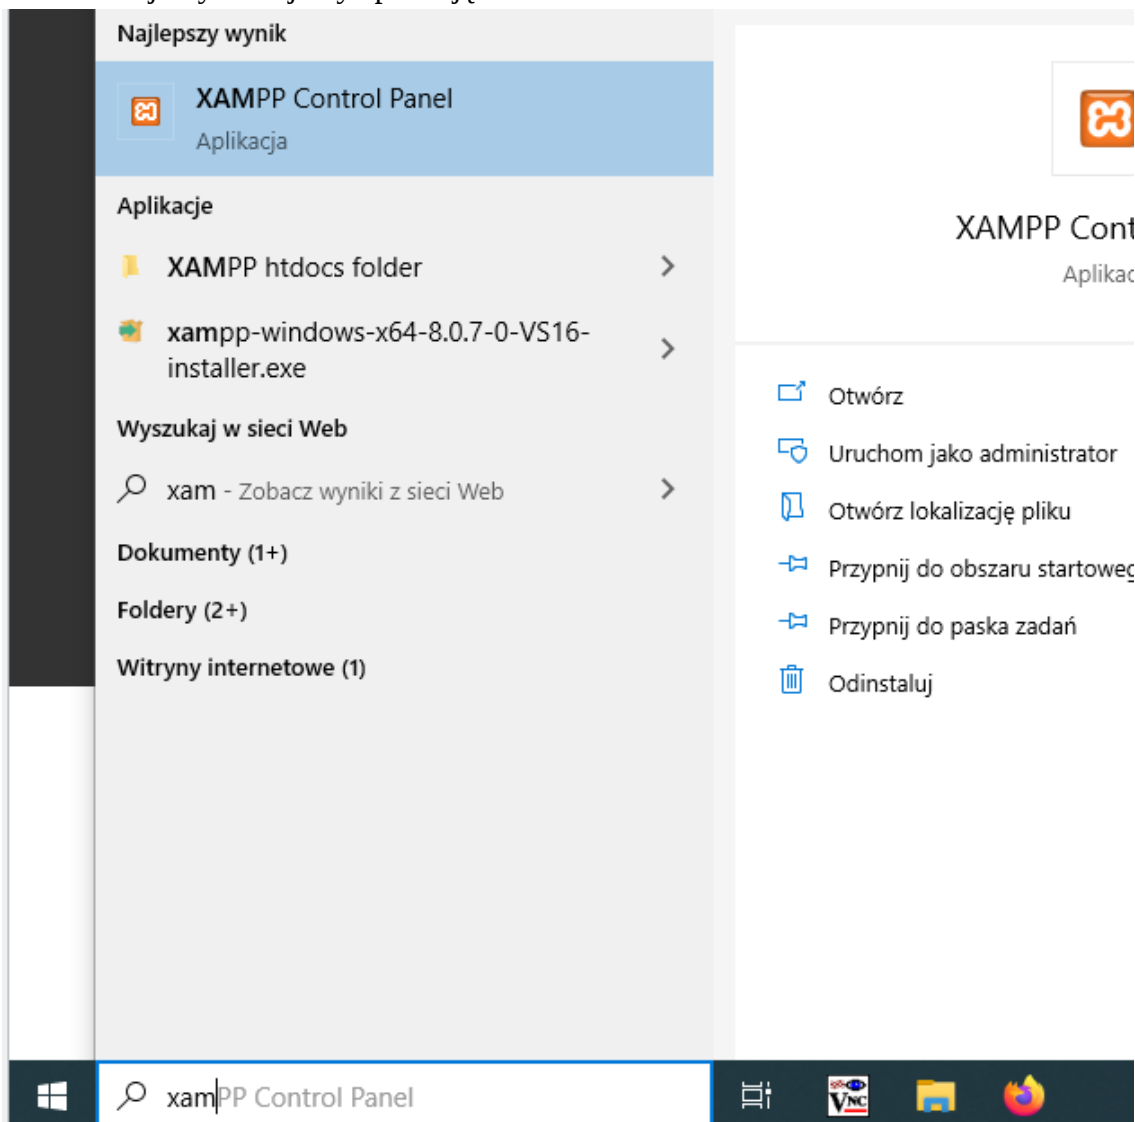 Najlepszy wynik
XAMPP Control Panel
Aplikacja
Aplikacje
XAMPP htdocs folder
xampp-windows-x64-8.0.7-0-VS16-
installer.exe
Wyszukaj w sieci Web
xam - Zobacz wyniki z sieci Web
Dokumenty (1+)
Foldery (2+)
Witryny internetowe (1)
XAMPP Cont
Aplikac
Otwórz
Uruchom jako administrator
Otwórz lokalizację pliku
Przypnij do obszaru startoweg
Przypnij do paska zadań
Odinstaluj
xamPP Control Panel
VNC